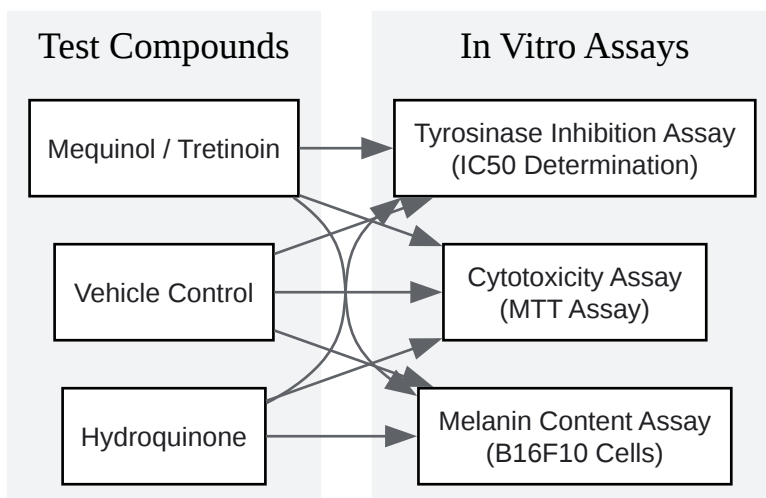 Test Compounds
Mequinol / Tretinoin
Vehicle Control
Hydroquinone
In Vitro Assays
Tyrosinase Inhibition Assay
(IC50 Determination)
Cytotoxicity Assay
(MTT Assay)
Melanin Content Assay
(B16F10 Cells)